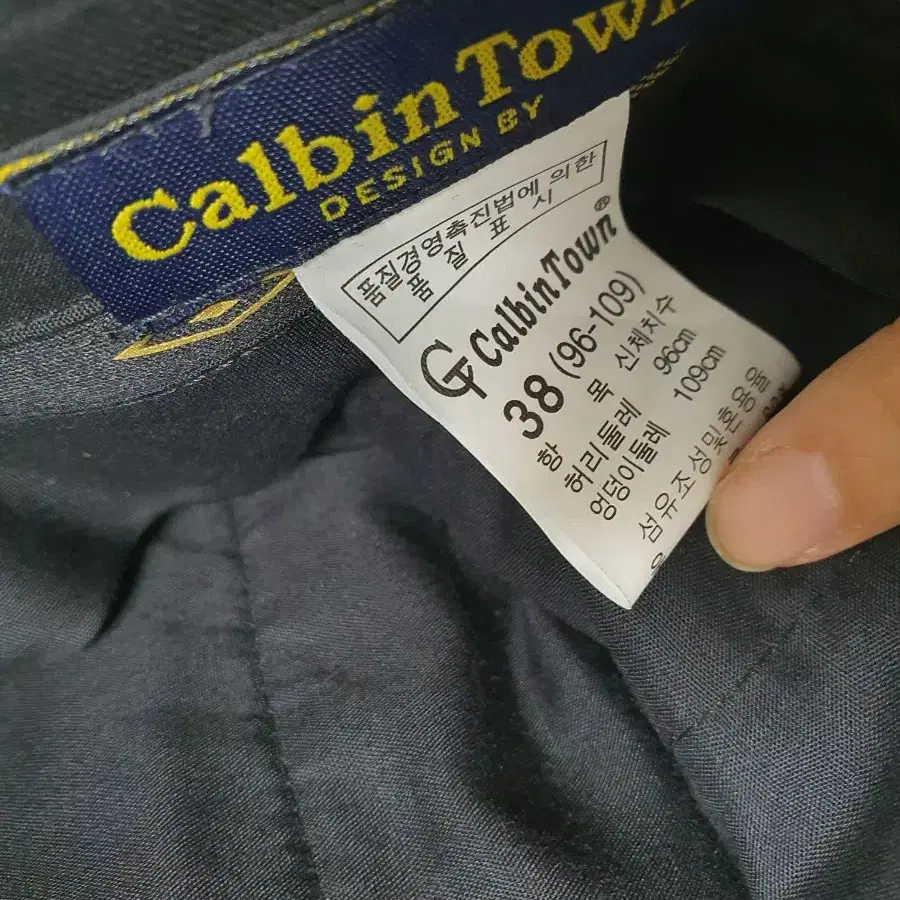 Calbin Town
DESIGN BY
품질경영촉진법에 의한
품 질 표 시
CalbinTown®
38 (96-109)
항 목 신체치수
허리둘레 96cm
엉덩이둘레 109cm
섬유조성및혼용율